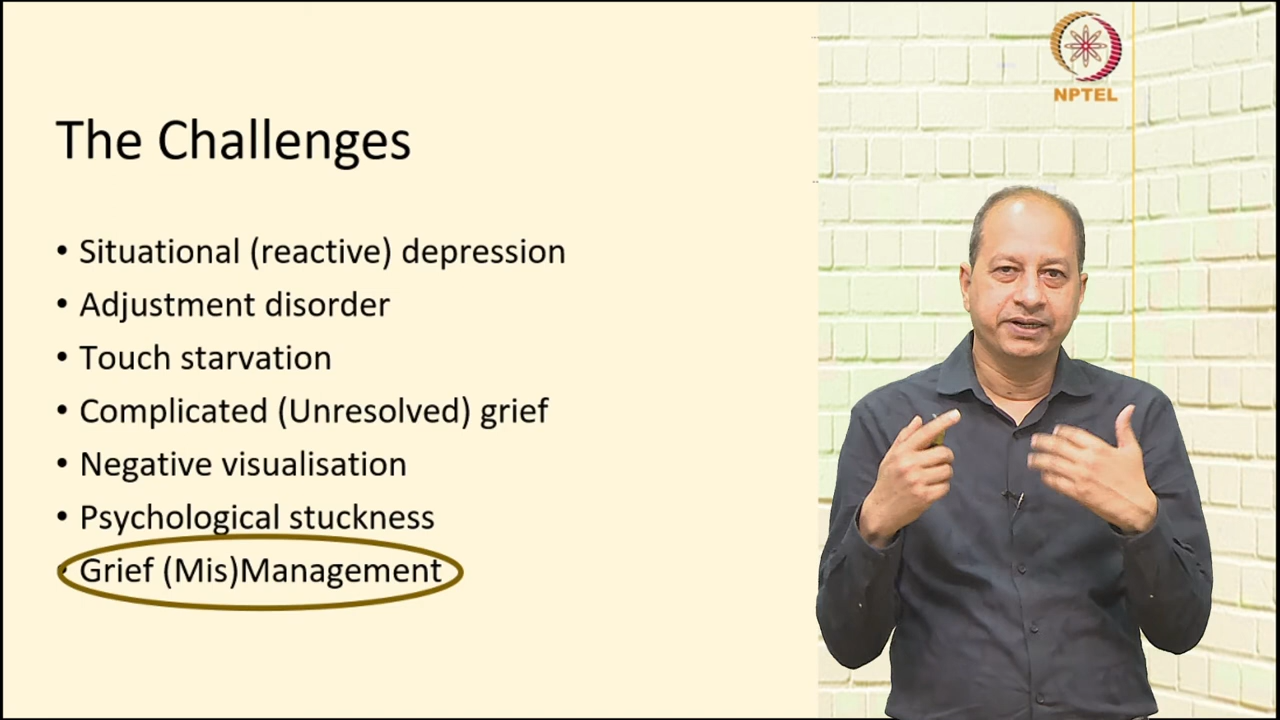 NPTEL
The Challenges
• Situational (reactive) depression
• Adjustment disorder
• Touch starvation
• Complicated (Unresolved) grief
• Negative visualisation
• Psychological stuckness
• Grief (Mis)Management